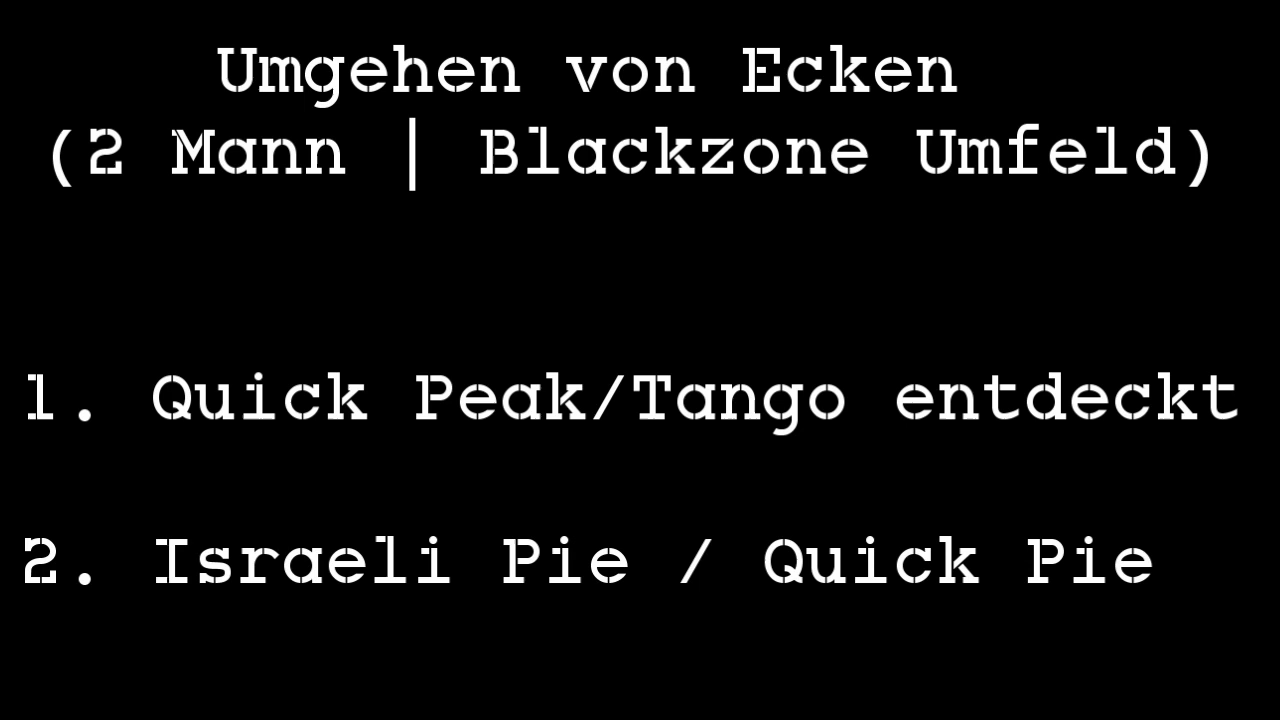 Umgehen von Ecken
(2 Mann | Blackzone Umfeld)
1. Quick Peak/Tango entdeckt
2. Israeli Pie / Quick Pie